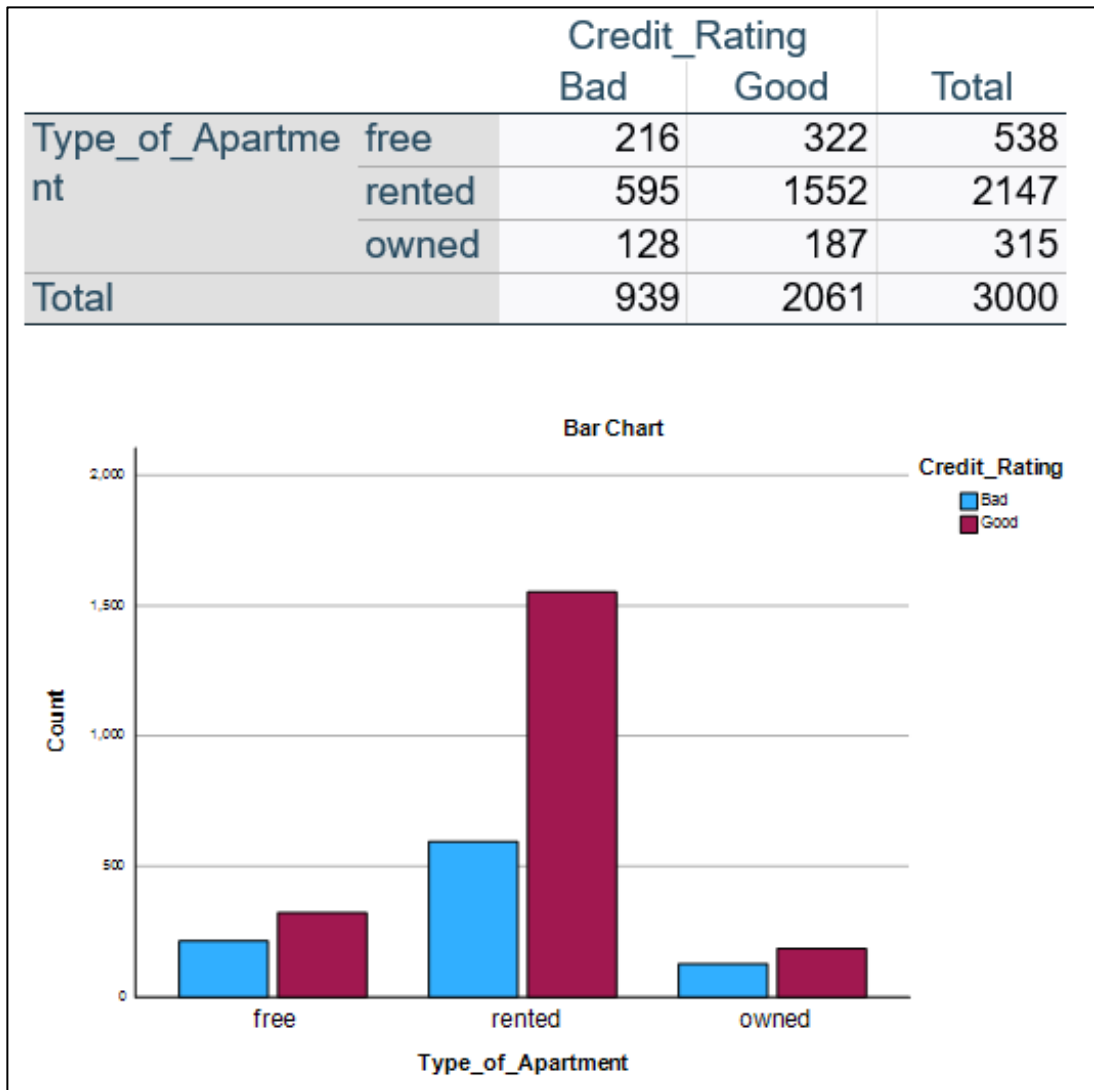 Credit_Rating
Bad Good Total
Type_of_Apartme free 216 322 538
nt rented 595 1552 2147
owned 128 187 315
Total 939 2061 3000
Bar Chart
Credit_Rating
Bad
Good
2,000
1,500
1,000
500
0
Count
free rented owned
Type_of_Apartment